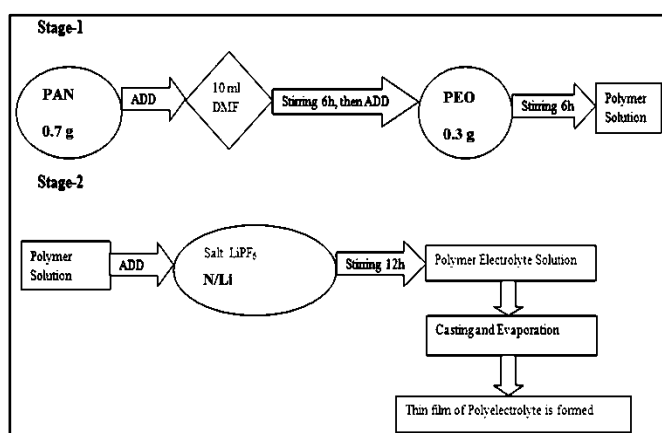 Stage-1
PAN
0.7 g
ADD
10 ml
DMF
Stirring 6h, then ADD
PEO
0.3 g
Stirring 6h
Polymer
Solution
Stage-2
Polymer
Solution
ADD
Salt LiPF₆
N/Li
Stirring 12h
Polymer Electrolyte Solution
Casting and Evaporation
Thin film of Polyelectrolyte is formed